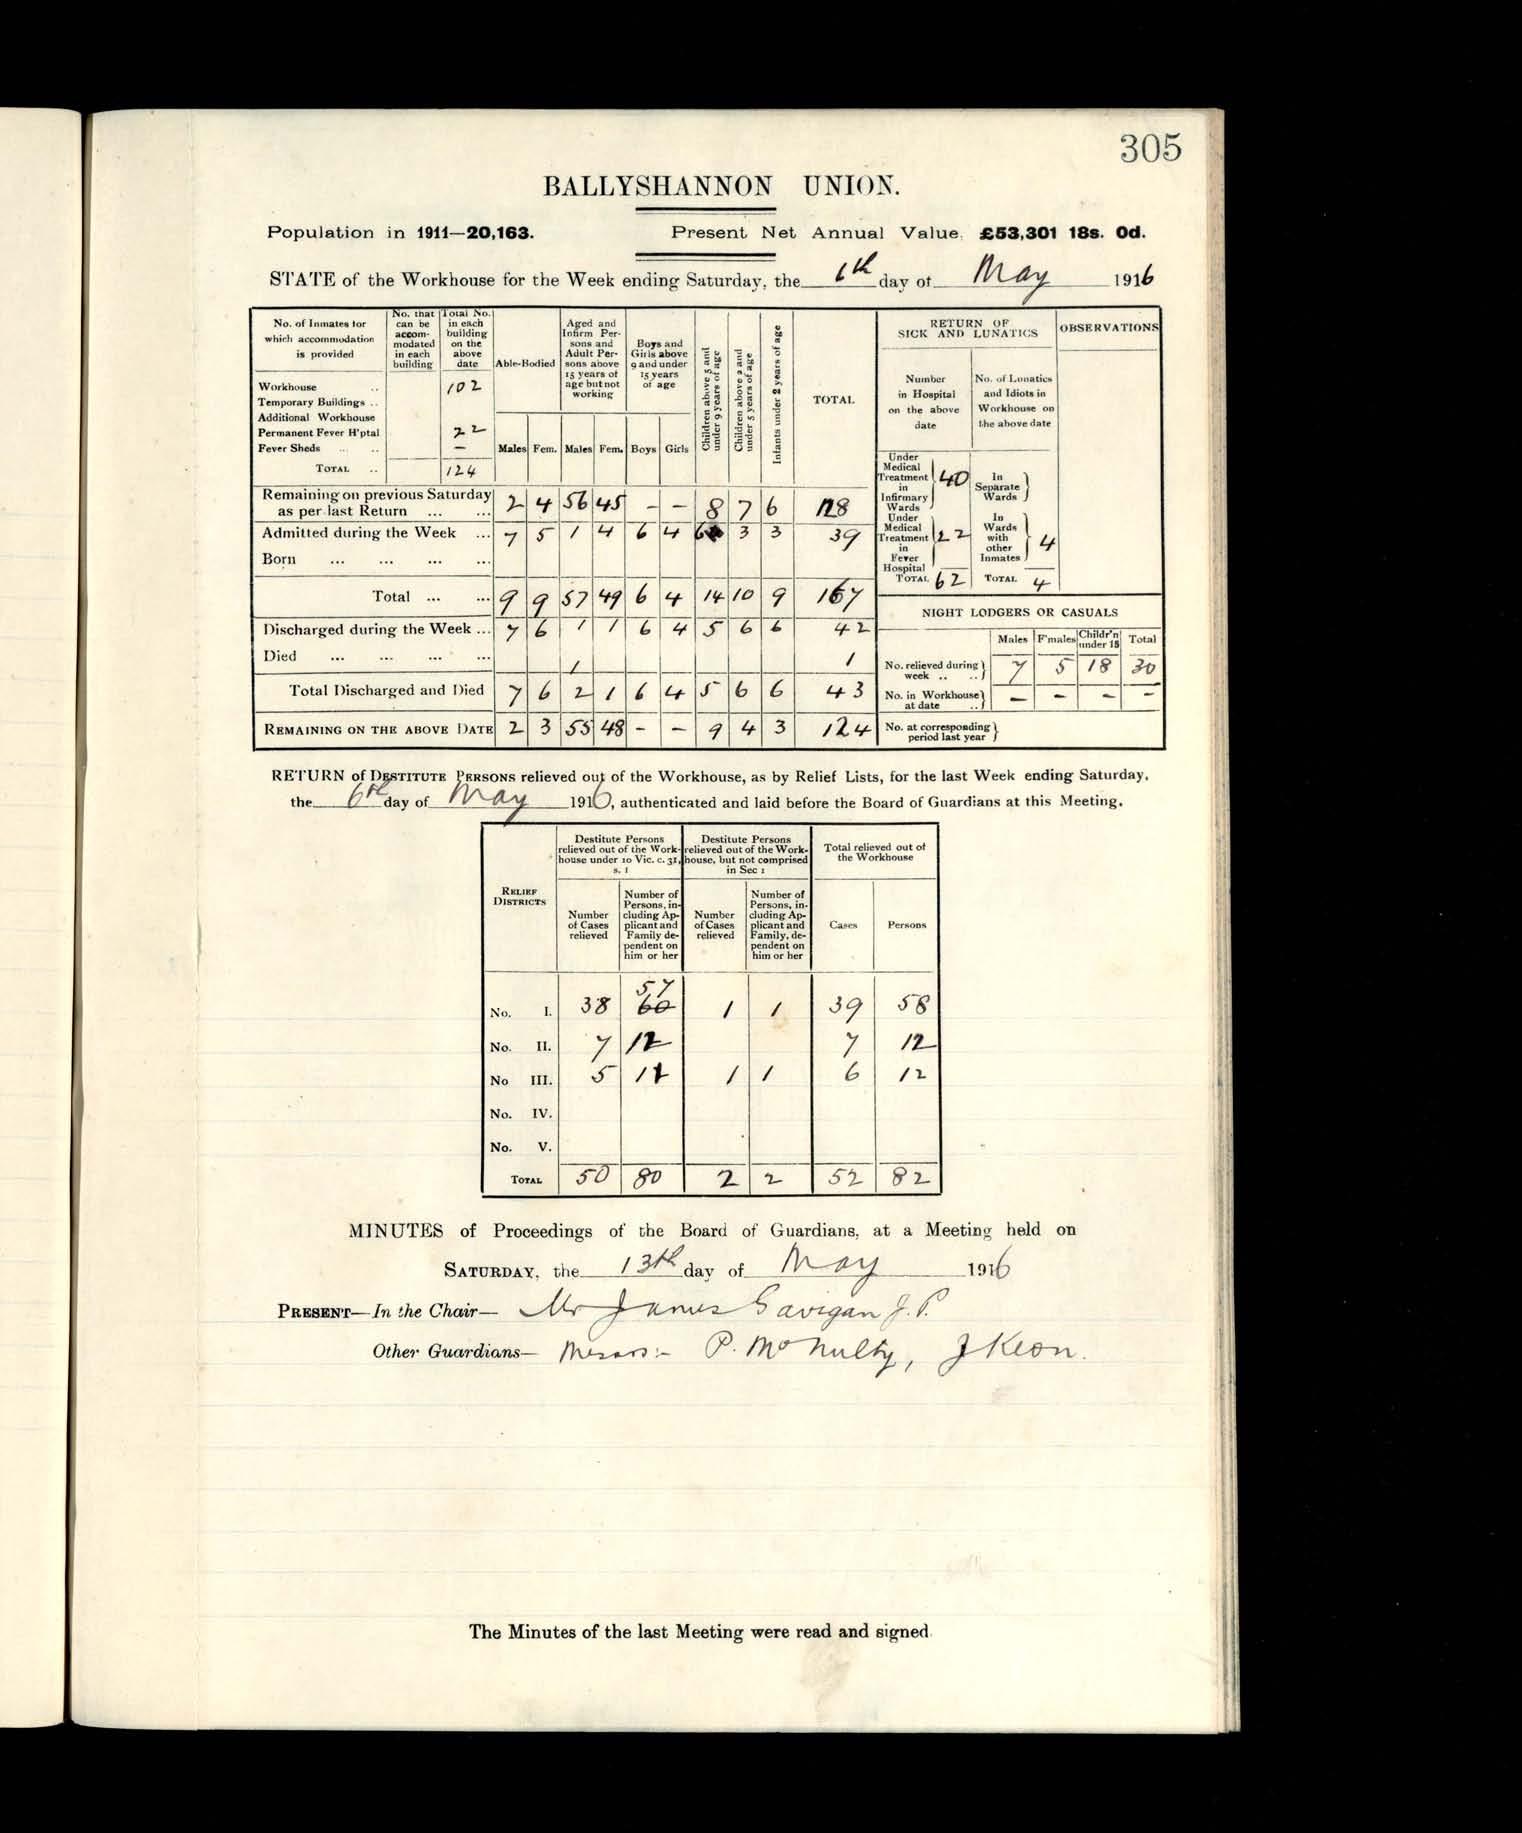 305
BALLYSHANNON UNION.
Population in 1911—20,163. Present Net Annual Value, £53,301 18s. 0d.
STATE of the Workhouse for the Week ending Saturday, the 6th day of May 1916
No. of Inmates for which accommodation is provided | No. that can be accom-modated in each building | Total No. in each building on the above date | Able-Bodied | Aged and Infirm Per-sons and Adult Per-sons above 15 years of age but not working | Boys and Girls above 9 and under 15 years of age | Children above 5 and under 9 years of age | Children above 2 and under 5 years of age | Infants under 2 years of age | TOTAL
Males Fem. Males Fem. Boys Girls
Workhouse .. 102
Temporary Buildings ..
Additional Workhouse
Permanent Fever H'ptal 22
Fever Sheds ... .. —
TOTAL .. 124
Remaining on previous Saturday as per last Return ... ... 2 4 56 45 - - 8 7 6 128
Admitted during the Week ... 7 5 1 4 6 4 6 3 3 39
Born ... ... ... ...
Total ... ... 9 9 57 49 6 4 14 10 9 167
Discharged during the Week ... 7 6 1 1 6 4 5 6 6 42
Died ... ... ... ... 1 1
Total Discharged and Died 7 6 2 1 6 4 5 6 6 43
REMAINING ON THE ABOVE DATE 2 3 55 48 - - 9 4 3 124
RETURN OF SICK AND LUNATICS
OBSERVATIONS
Number in Hospital on the above date
No. of Lunatics and Idiots in Workhouse on the above date
Under Medical Treatment in Infirmary Wards 40
In Separate Wards
Under Medical Treatment in Fever Hospital 22
In Wards with other Inmates 4
TOTAL 62 TOTAL 4
NIGHT LODGERS OR CASUALS
Males F'males Childr'n under 15 Total
No. relieved during week .. .. 7 5 18 30
No. in Workhouse at date .. — — — —
No. at corresponding period last year
RETURN of DESTITUTE PERSONS relieved out of the Workhouse, as by Relief Lists, for the last Week ending Saturday,
the 6th day of May 1916, authenticated and laid before the Board of Guardians at this Meeting.
RELIEF DISTRICTS | Destitute Persons relieved out of the Work-house under 10 Vic. c. 31, s. 1 | Destitute Persons relieved out of the Work-house, but not comprised in Sec 1 | Total relieved out of the Workhouse
Number of Cases relieved | Number of Persons, in-cluding Ap-plicant and Family de-pendent on him or her | Number of Cases relieved | Number of Persons, in-cluding Ap-plicant and Family, de-pendent on him or her | Cases | Persons
57
No. I. 38 60 1 1 39 58
No. II. 7 12 7 12
No III. 5 11 1 1 6 12
No. IV.
No. V.
TOTAL 50 80 2 2 52 82
MINUTES of Proceedings of the Board of Guardians, at a Meeting held on
SATURDAY, the 13th day of May 1916
PRESENT—In the Chair— Mr James Gavigan J.P.
Other Guardians— Messrs:- P. McNulty, J Keon.
The Minutes of the last Meeting were read and signed.